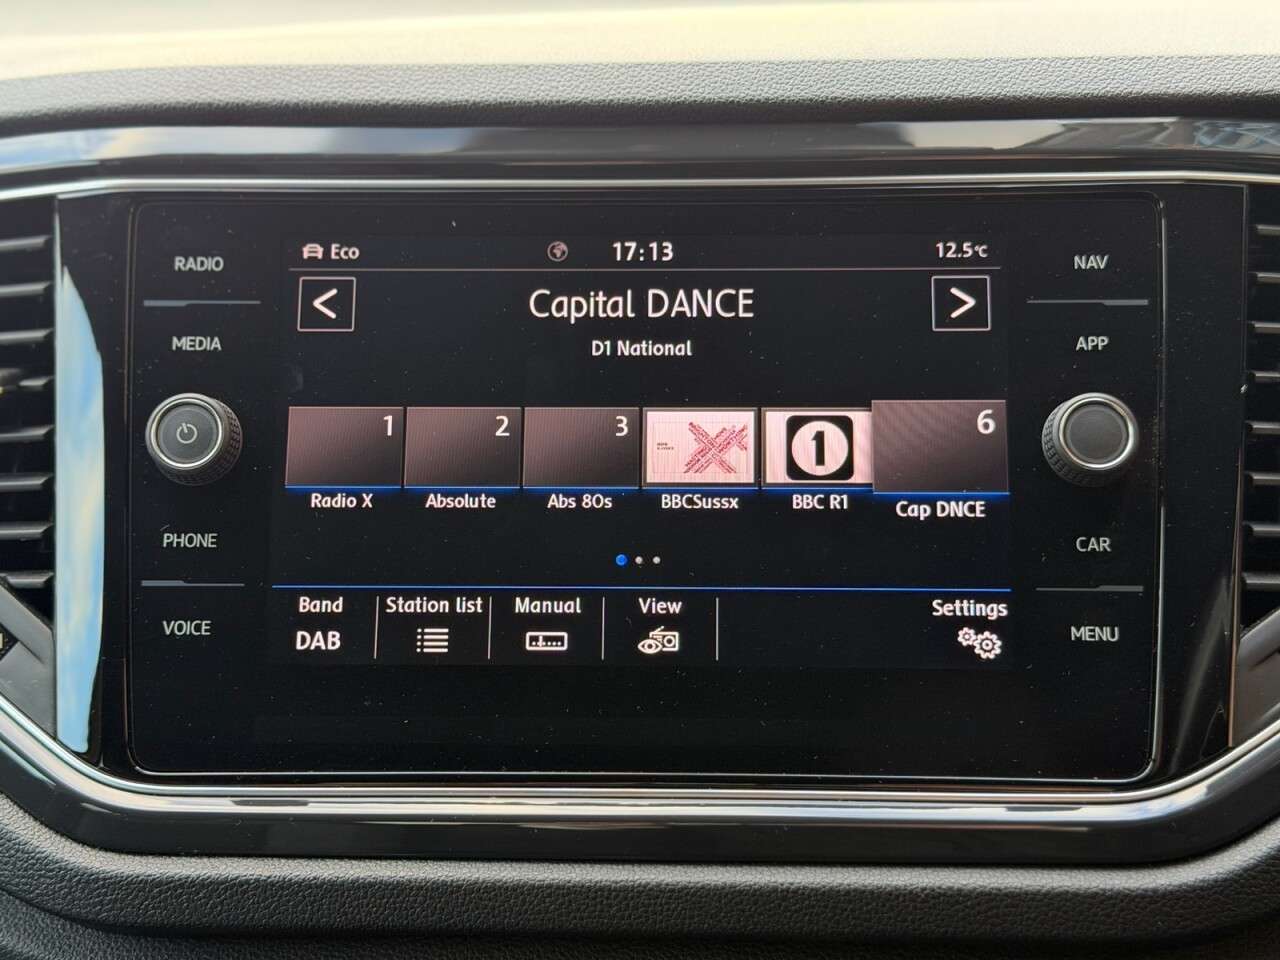 RADIO
MEDIA
PHONE
VOICE
Eco
17:13
12.5°C
<
Capital DANCE
>
D1 National
1
2
3
1
6
Radio X
Absolute
Abs 80s
BBCSussx
BBC R1
Cap DNCE
Band
DAB
Station list
Manual
View
Settings
NAV
APP
CAR
MENU